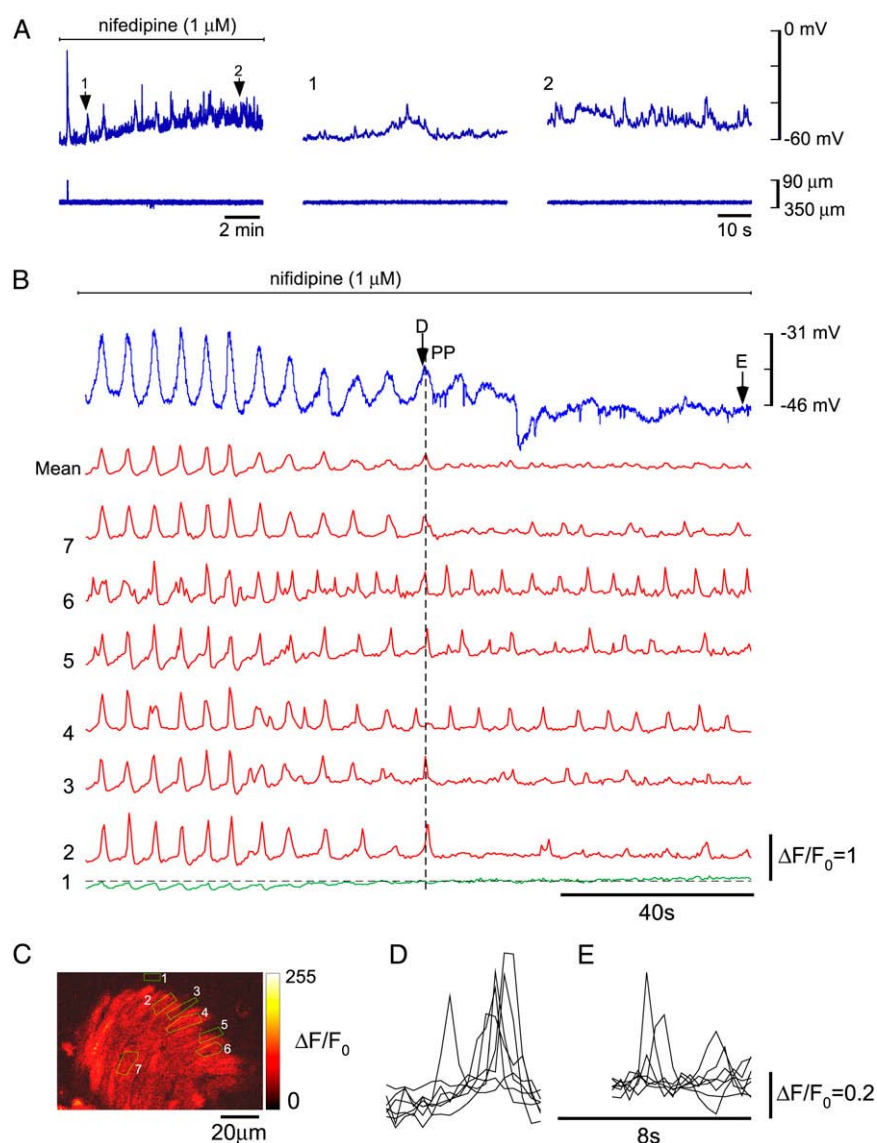 A
nifedipine (1 μM)
1
2
1
2
0 mV
-60 mV
90 μm
350 μm
2 min
10 s
B
nifidipine (1 μM)
D
PP
E
-31 mV
-46 mV
Mean
7
6
5
4
3
2
1
ΔF/F0=1
40s
C
1
2
3
4
5
6
7
255
ΔF/F0
0
20μm
D
E
ΔF/F0=0.2
8s